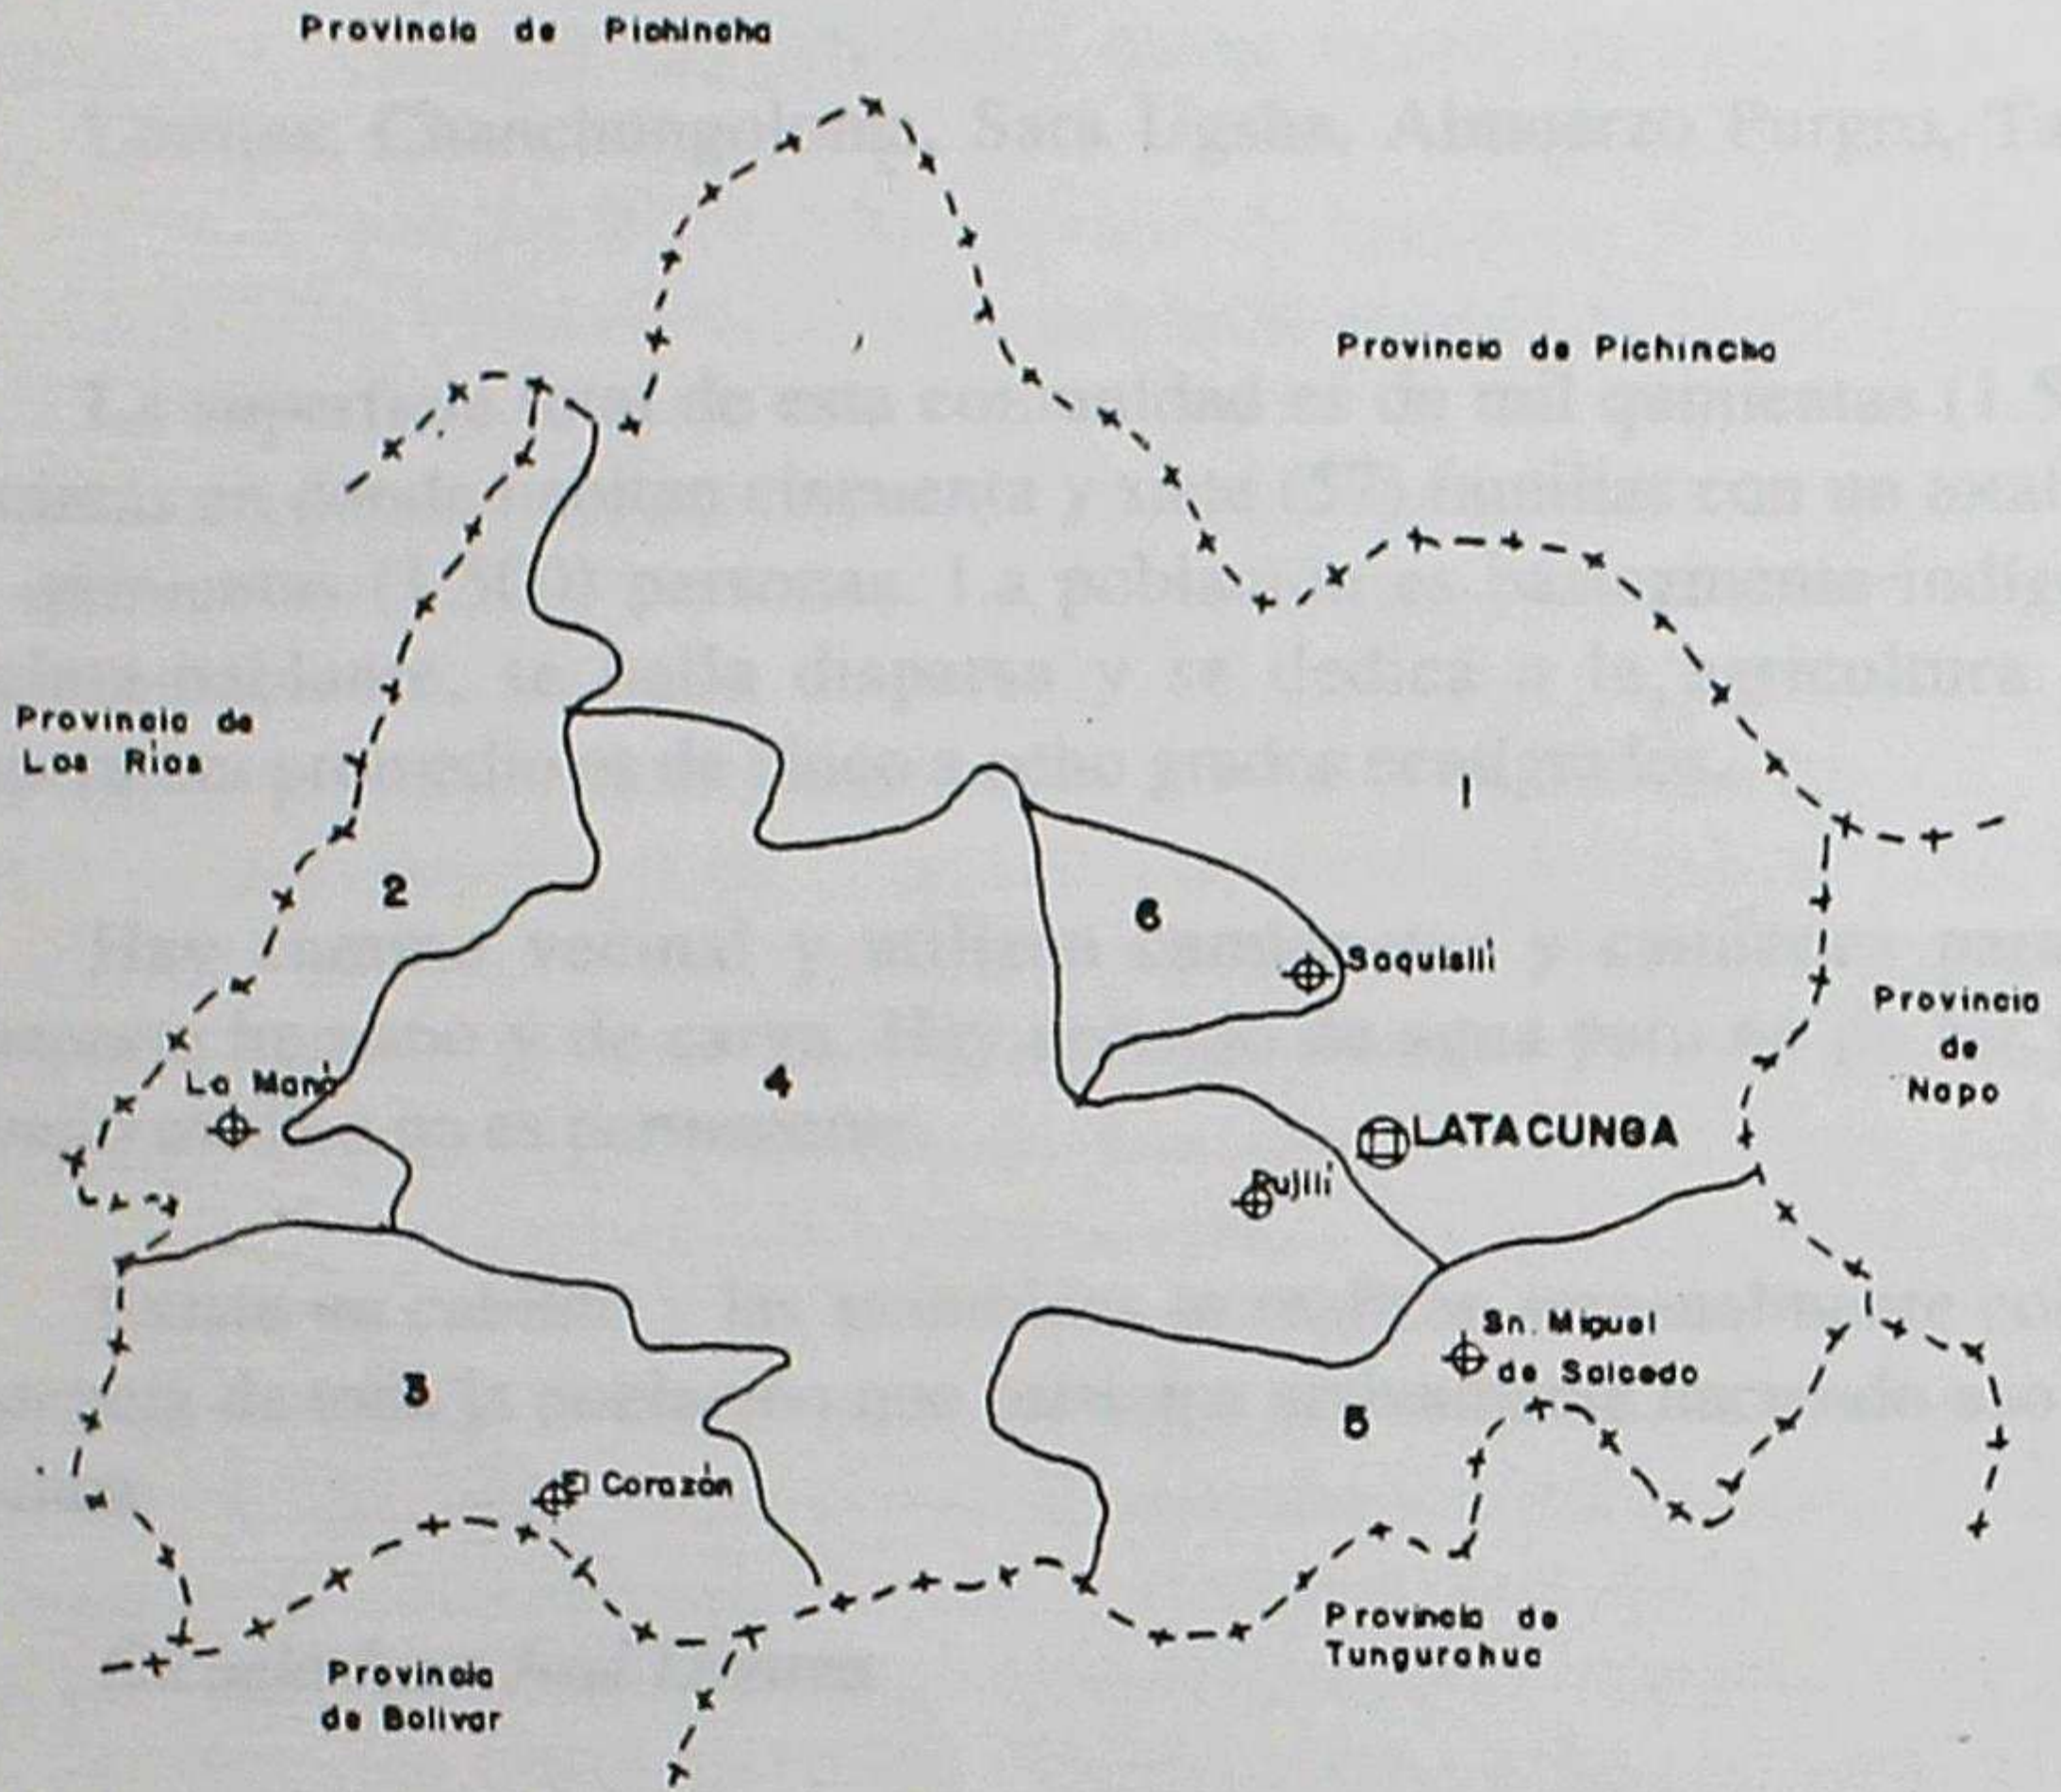 Provincia de Pichincha
Provincia de Pichincha
Provincia de
Los Ríos
1
2
6
Saquisilí
Provincia
de
Napo
La Maná
4
LATACUNGA
Pujilí
Sn. Miguel
de Salcedo
3
5
El Corazón
Provincia de
Tungurahua
Provincia
de Bolivar